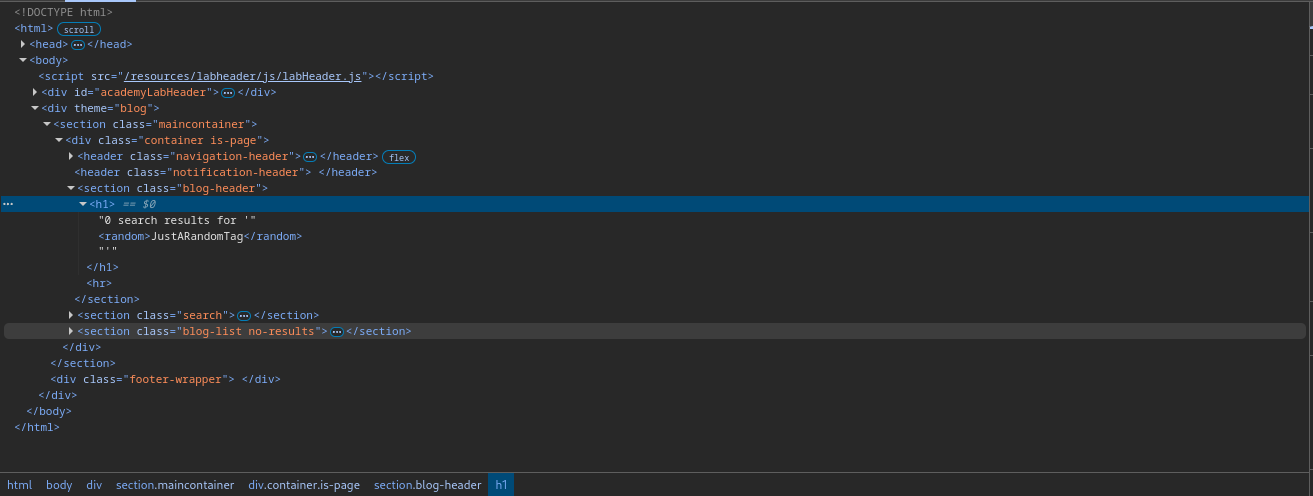 <!DOCTYPE html>
<html> scroll
<head> ⋯ </head>
<body>
<script src="/resources/labheader/js/labHeader.js"></script>
<div id="academyLabHeader"> ⋯ </div>
<div theme="blog">
<section class="maincontainer">
<div class="container is-page">
<header class="navigation-header"> ⋯ </header> flex
<header class="notification-header"> </header>
<section class="blog-header">
⋯ <h1> == $0
"0 search results for '"
<random>JustARandomTag</random>
"'"
</h1>
<hr>
</section>
<section class="search"> ⋯ </section>
<section class="blog-list no-results"> ⋯ </section>
</div>
</section>
<div class="footer-wrapper"> </div>
</div>
</body>
</html>
html body div section.maincontainer div.container.is-page section.blog-header h1